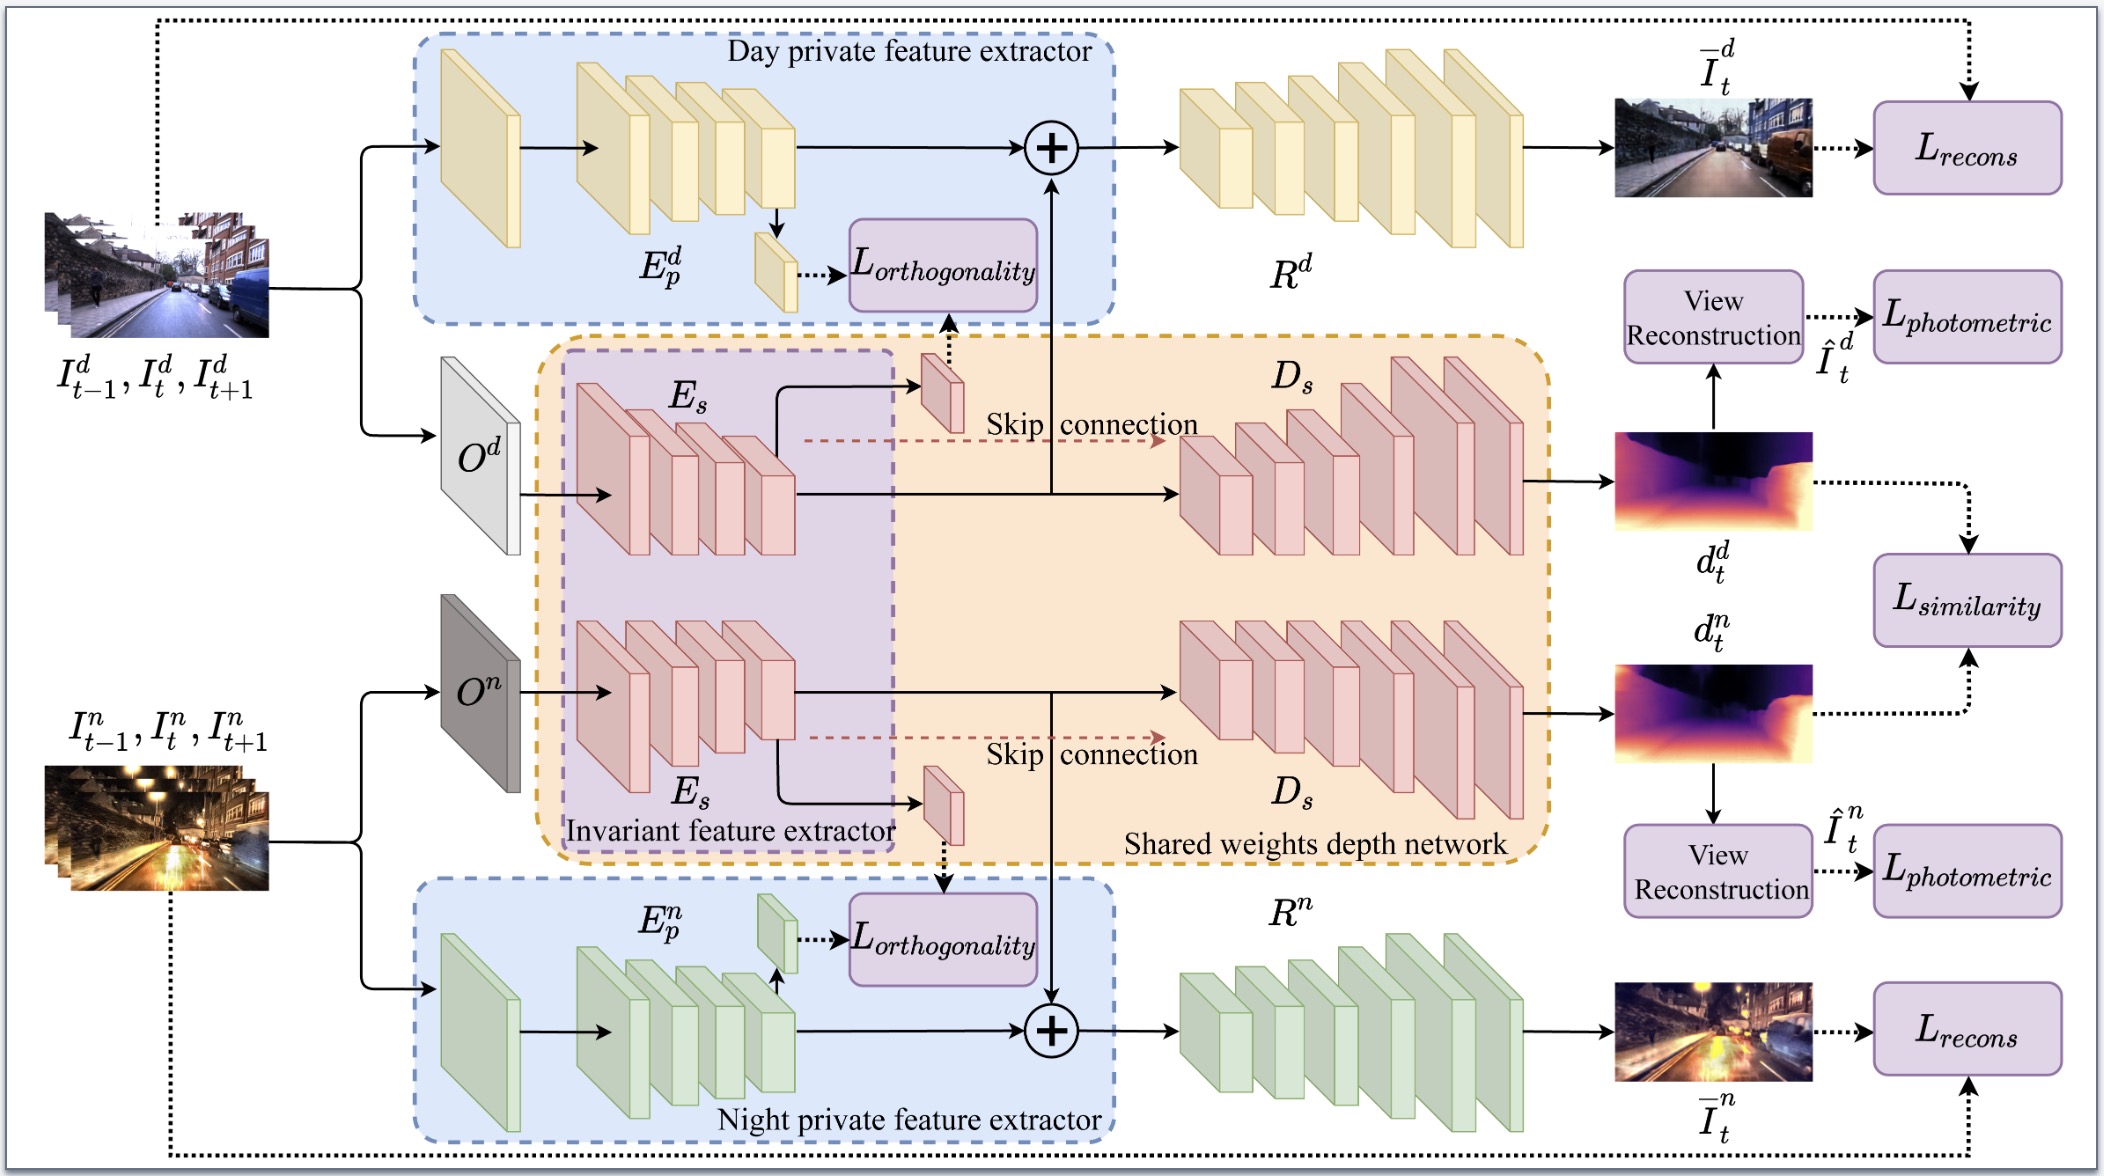 Day private feature extractor
$\bar{I}_t^d$
$L_{recons}$
$E_p^d$
$L_{orthogonality}$
$R^d$
View
Reconstruction
$\hat{I}_t^d$
$L_{photometric}$
$I_{t-1}^d, I_t^d, I_{t+1}^d$
$O^d$
$E_s$
Skip connection
$D_s$
$d_t^d$
$L_{similarity}$
$d_t^n$
$O^n$
$I_{t-1}^n, I_t^n, I_{t+1}^n$
$E_s$
Skip connection
$D_s$
Invariant feature extractor
Shared weights depth network
View
Reconstruction
$\hat{I}_t^n$
$L_{photometric}$
$E_p^n$
$L_{orthogonality}$
$R^n$
$L_{recons}$
$\bar{I}_t^n$
Night private feature extractor